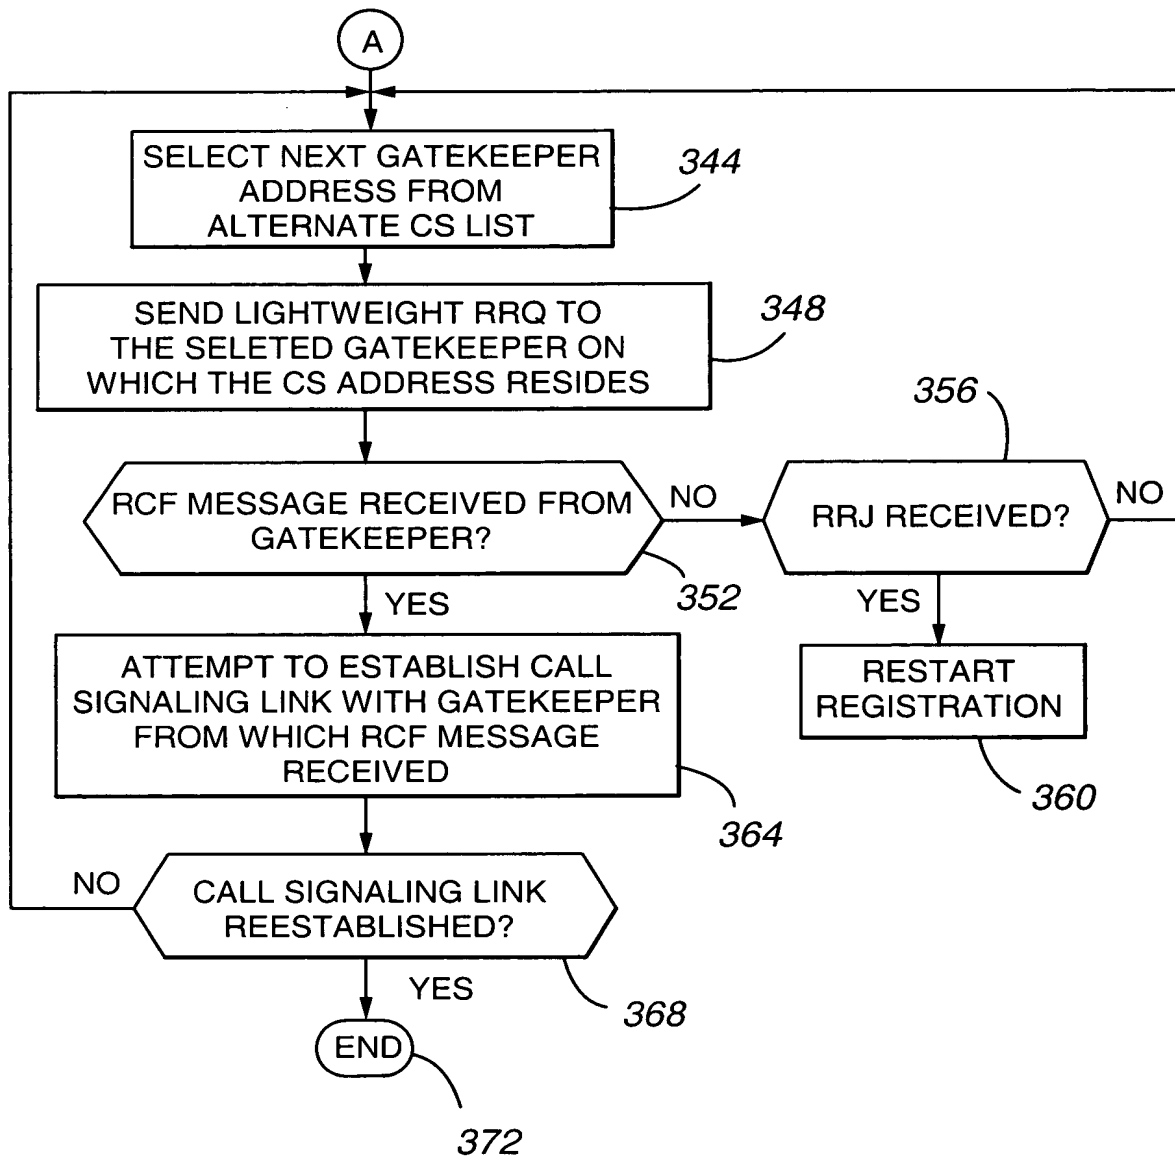 A
SELECT NEXT GATEKEEPER
ADDRESS FROM
ALTERNATE CS LIST
344
SEND LIGHTWEIGHT RRQ TO
THE SELETED GATEKEEPER ON
WHICH THE CS ADDRESS RESIDES
348
RCF MESSAGE RECEIVED FROM
GATEKEEPER?
352
NO
YES
356
RRJ RECEIVED?
NO
YES
RESTART
REGISTRATION
360
ATTEMPT TO ESTABLISH CALL
SIGNALING LINK WITH GATEKEEPER
FROM WHICH RCF MESSAGE
RECEIVED
364
NO
CALL SIGNALING LINK
REESTABLISHED?
368
YES
END
372